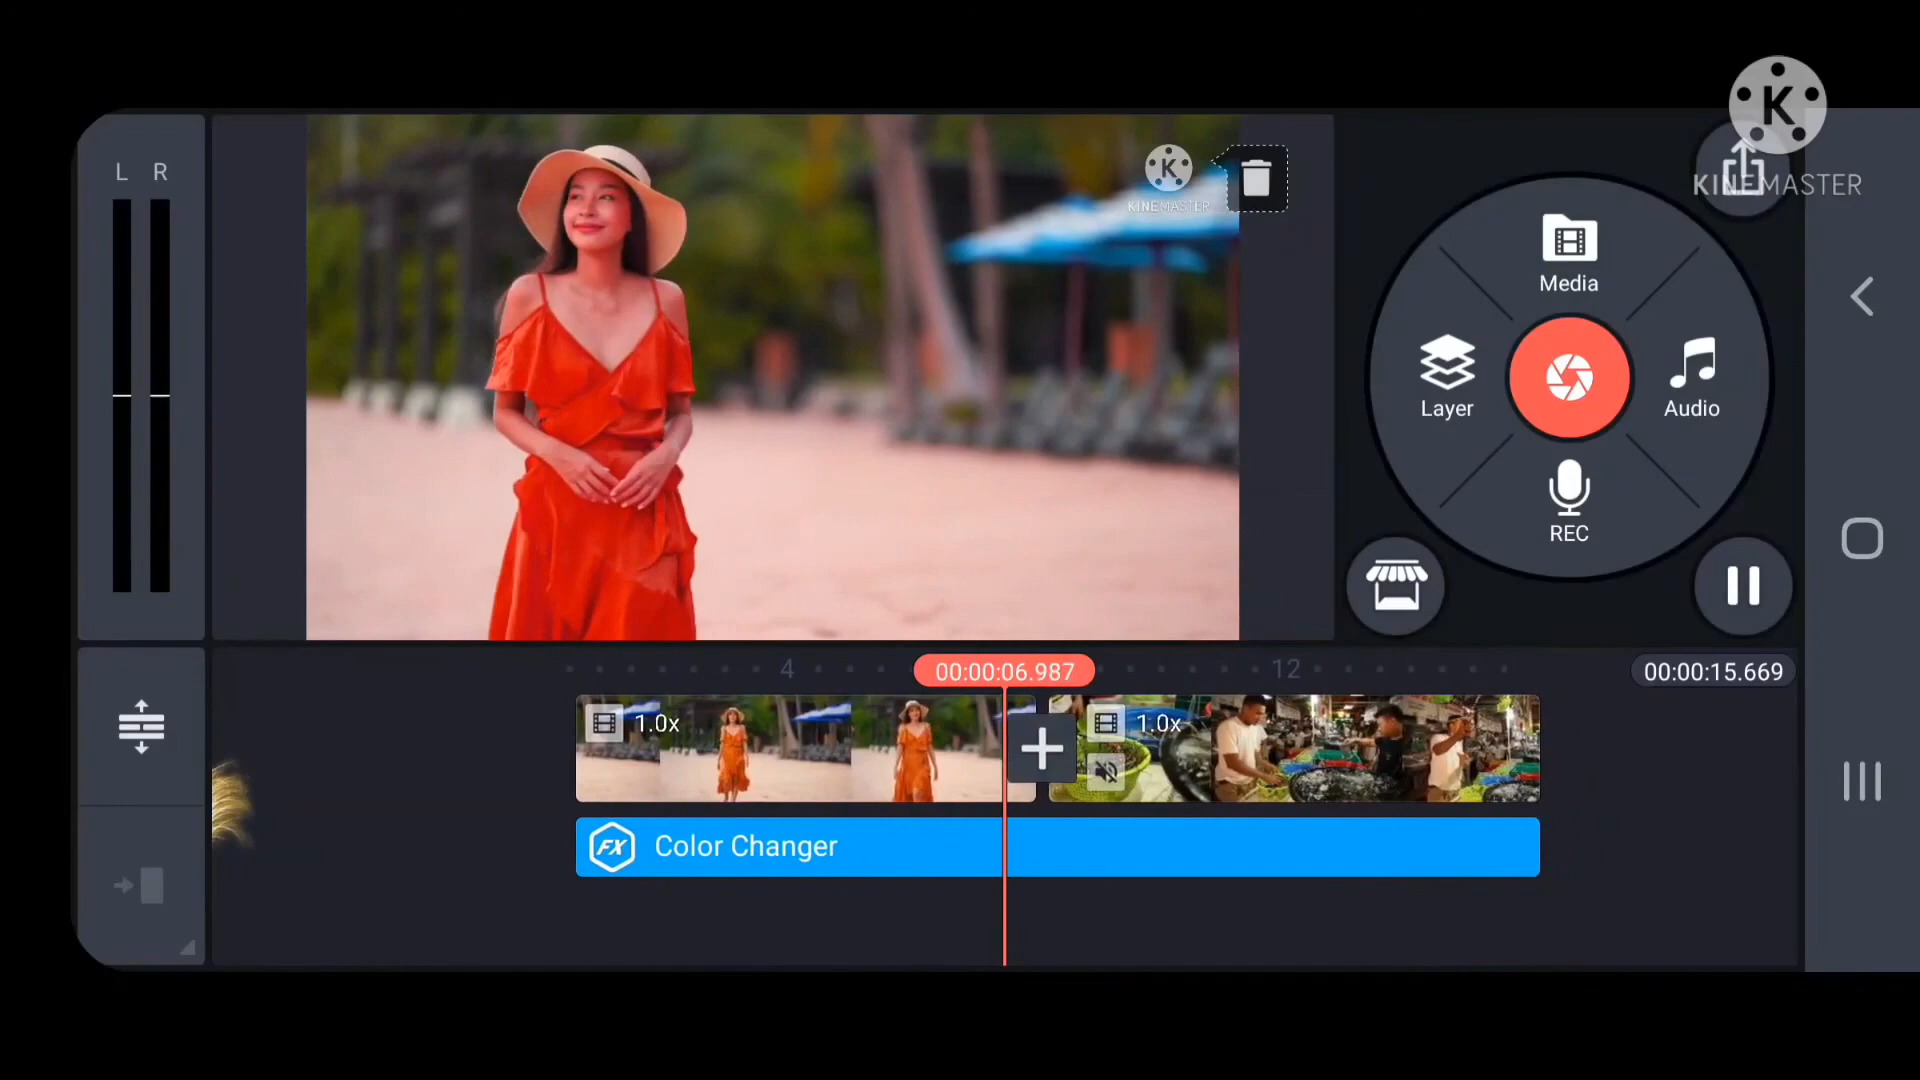 K
KINEMASTER
L R
K
KINEMASTER
Media
Layer
Audio
REC
4
00:00:06.987
12
00:00:15.669
1.0x
1.0x
FX Color Changer